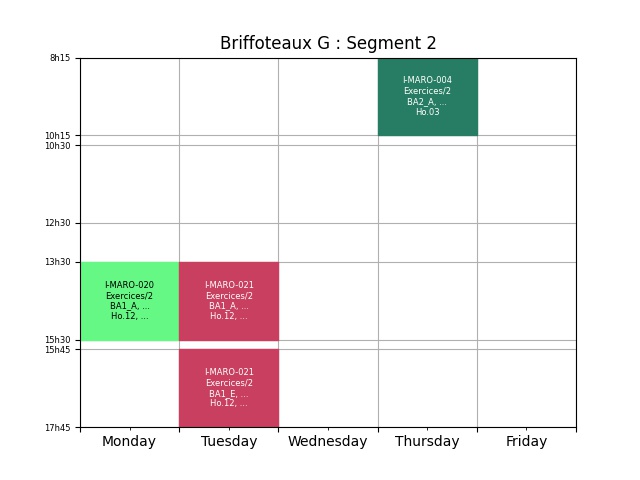 Briffoteaux G : Segment 2
8h15
I-MARO-004
Exercices/2
BA2_A, ...
Ho.03
10h15
10h30
12h30
13h30
I-MARO-020
Exercices/2
BA1_A, ...
Ho.12, ...
I-MARO-021
Exercices/2
BA1_A, ...
Ho.12, ...
15h30
15h45
I-MARO-021
Exercices/2
BA1_E, ...
Ho.12, ...
17h45
Monday Tuesday Wednesday Thursday Friday